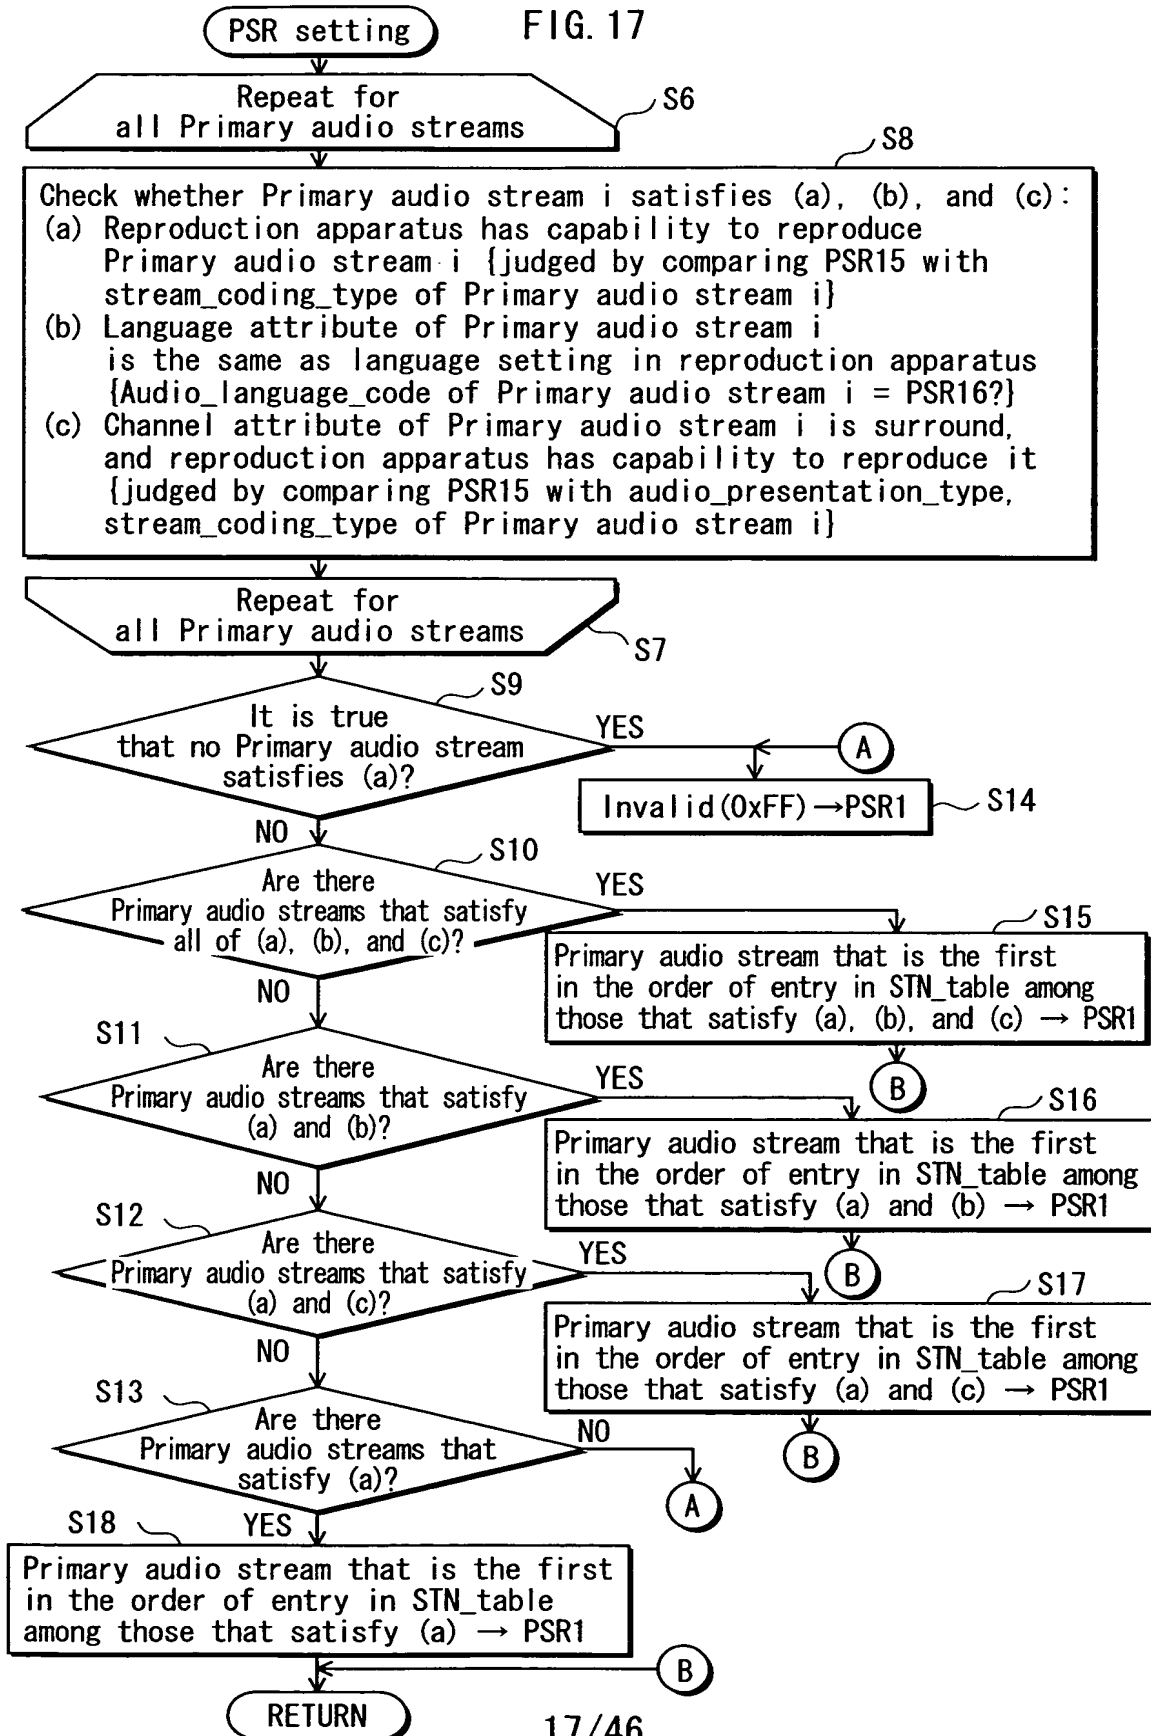 FIG. 17
PSR setting
Repeat for
all Primary audio streams
S6
S8
Check whether Primary audio stream i satisfies (a), (b), and (c):
(a) Reproduction apparatus has capability to reproduce
Primary audio stream i {judged by comparing PSR15 with
stream_coding_type of Primary audio stream i}
(b) Language attribute of Primary audio stream i
is the same as language setting in reproduction apparatus
{Audio_language_code of Primary audio stream i = PSR16?}
(c) Channel attribute of Primary audio stream i is surround,
and reproduction apparatus has capability to reproduce it
{judged by comparing PSR15 with audio_presentation_type,
stream_coding_type of Primary audio stream i}
Repeat for
all Primary audio streams
S7
S9
It is true
that no Primary audio stream
satisfies (a)?
YES
A
Invalid(0xFF)→PSR1
S14
NO
S10
Are there
Primary audio streams that satisfy
all of (a), (b), and (c)?
YES
S15
Primary audio stream that is the first
in the order of entry in STN_table among
those that satisfy (a), (b), and (c) → PSR1
B
NO
S11
Are there
Primary audio streams that satisfy
(a) and (b)?
YES
S16
Primary audio stream that is the first
in the order of entry in STN_table among
those that satisfy (a) and (b) → PSR1
B
NO
S12
Are there
Primary audio streams that satisfy
(a) and (c)?
YES
S17
Primary audio stream that is the first
in the order of entry in STN_table among
those that satisfy (a) and (c) → PSR1
B
NO
S13
Are there
Primary audio streams that
satisfy (a)?
NO
A
YES
S18
Primary audio stream that is the first
in the order of entry in STN_table
among those that satisfy (a) → PSR1
B
RETURN
17/46